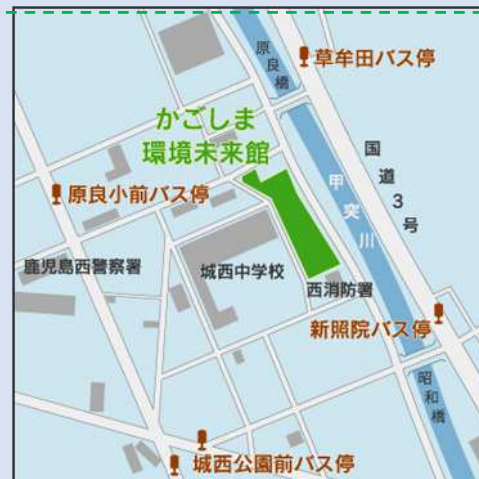 原良橋
草牟田バス停
かごしま
環境未来館
国道3号
甲突川
原良小前バス停
鹿児島西警察署
城西中学校
西消防署
新照院バス停
昭和橋
城西公園前バス停